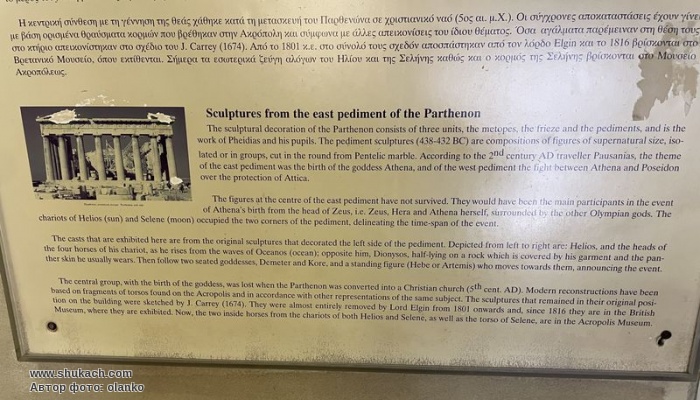 Η κεντρική σύνθεση με τη γέννηση της θεάς χάθηκε κατά τη μετασκευή του Παρθενώνα σε χριστιανικό ναό (5ος αι. μ.Χ.). Οι σύγχρονες αποκαταστάσεις έχουν γίνει
με βάση ορισμένα θραύσματα κορμών που βρέθηκαν στην Ακρόπολη και σύμφωνα με άλλες απεικονίσεις του ίδιου θέματος. Όσα αγάλματα παρέμειναν στη θέση τους
στο κτίριο απεικονίστηκαν στο σχέδιο του J. Carrey (1674). Από το 1801 κ.ε. στο σύνολό τους σχεδόν αποσπάστηκαν από τον λόρδο Elgin και το 1816 βρίσκονται στο
Βρετανικό Μουσείο, όπου εκτίθενται. Σήμερα τα εσωτερικά ζεύγη αλόγων του Ηλίου και της Σελήνης καθώς και ο κορμός της Σελήνης βρίσκονται στο Μουσείο
Ακροπόλεως.
Sculptures from the east pediment of the Parthenon
The sculptural decoration of the Parthenon consists of three units, the metopes, the frieze and the pediments, and is the
work of Pheidias and his pupils. The pediment sculptures (438-432 BC) are compositions of figures of supernatural size, iso-
lated or in groups, cut in the round from Pentelic marble. According to the 2nd century AD traveller Pausanias, the theme
of the east pediment was the birth of the goddess Athena, and of the west pediment the fight between Athena and Poseidon
over the protection of Attica.
The figures at the centre of the east pediment have not survived. They would have been the main participants in the event
of Athena's birth from the head of Zeus, i.e. Zeus, Hera and Athena herself, surrounded by the other Olympian gods. The
chariots of Helios (sun) and Selene (moon) occupied the two corners of the pediment, delineating the time-span of the event.
The casts that are exhibited here are from the original sculptures that decorated the left side of the pediment. Depicted from left to right are: Helios, and the heads of
the four horses of his chariot, as he rises from the waves of Oceanos (ocean); opposite him, Dionysos, half-lying on a rock which is covered by his garment and the pan-
ther skin he usually wears. Then follow two seated goddesses, Demeter and Kore, and a standing figure (Hebe or Artemis) who moves towards them, announcing the event.
The central group, with the birth of the goddess, was lost when the Parthenon was converted into a Christian church (5th cent. AD). Modern reconstructions have been
based on fragments of torsos found on the Acropolis and in accordance with other representations of the same subject. The sculptures that remained in their original posi-
tion on the building were sketched by J. Carrey (1674). They were almost entirely removed by Lord Elgin from 1801 onwards and, since 1816 they are in the British
Museum, where they are exhibited. Now, the two inside horses from the chariots of both Helios and Selene, as well as the torso of Selene, are in the Acropolis Museum.
www.shukach.com
Автор фото: olanko